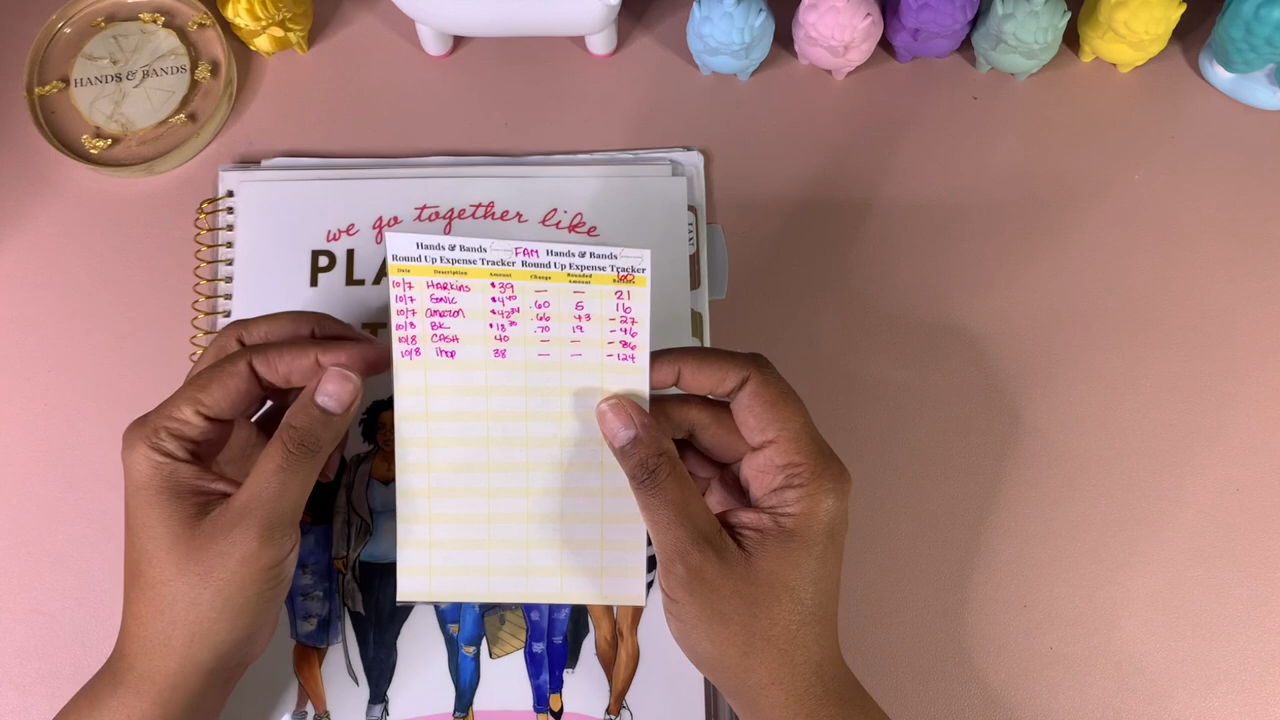 HANDS & BANDS
we go together like
PLA
Hands & Bands FAM Hands & Bands
Round Up Expense Tracker Round Up Expense Tracker
60
Date Description Amount Change Rounded Amount Balance
10/7 HARKINS $39 — — 21
10/7 SONIC $4.40 .60 5 16
10/7 amazon $42.34 .66 43 -27
10/8 BK $18.30 .70 19 -46
10/8 CASH 40 — — -86
10/8 ihop 38 — — -124